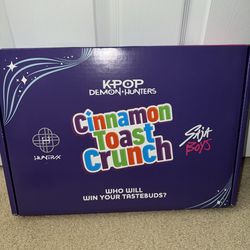 KPOP
DEMON HUNTERS
Cinnamon
Toast
Crunch
HUNTR/X
SAJA
BOYS
WHO WILL
WIN YOUR TASTEBUDS?